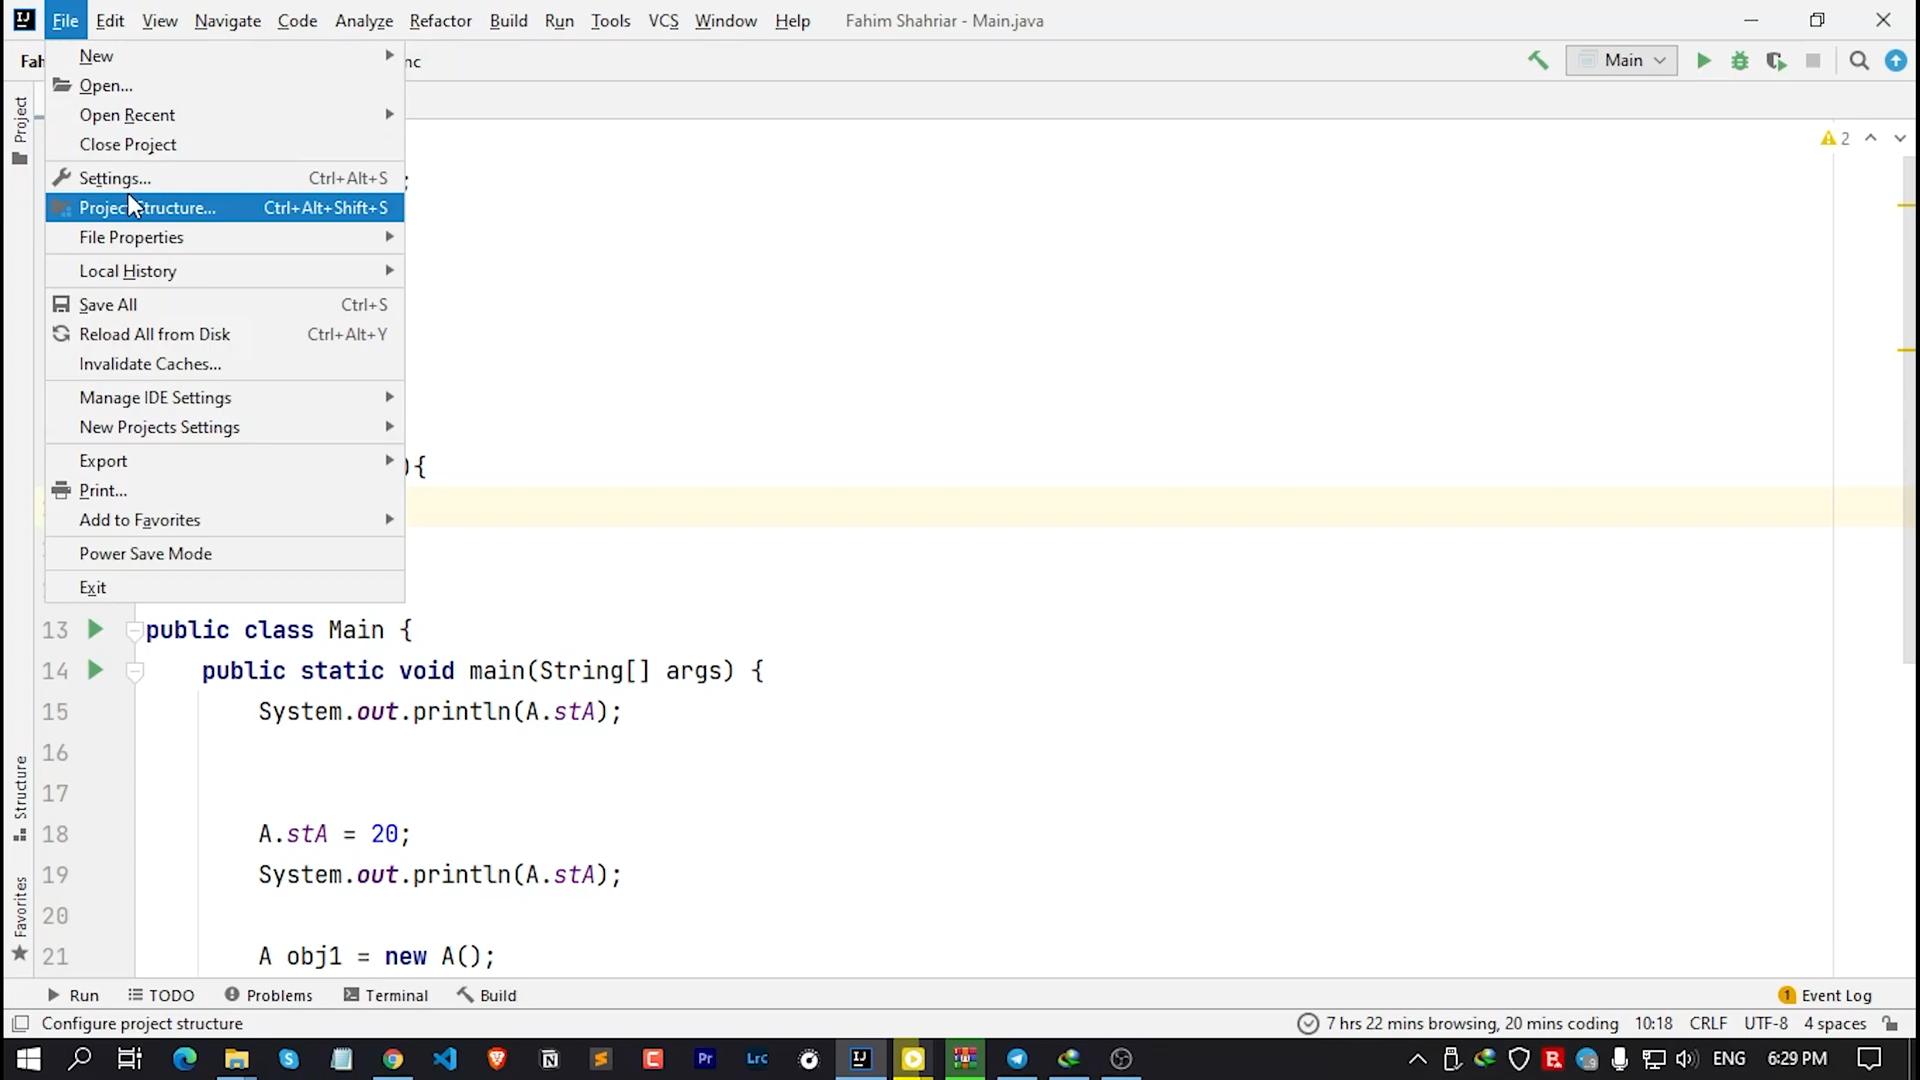 IJ File Edit View Navigate Code Analyze Refactor Build Run Tools VCS Window Help Fahim Shahriar - Main.java
Fah nc Main
New
Open...
Open Recent
Close Project
Settings... Ctrl+Alt+S ;
Project Structure... Ctrl+Alt+Shift+S
File Properties
Local History
Save All Ctrl+S
Reload All from Disk Ctrl+Alt+Y
Invalidate Caches...
Manage IDE Settings
New Projects Settings
Export
Print...
Add to Favorites
Power Save Mode
Exit
Project
2
){
13 public class Main {
14 public static void main(String[] args) {
15 System.out.println(A.stA);
16
17
18 A.stA = 20;
19 System.out.println(A.stA);
20
21 A obj1 = new A();
Structure
Favorites
Run TODO Problems Terminal Build 1 Event Log
Configure project structure 7 hrs 22 mins browsing, 20 mins coding 10:18 CRLF UTF-8 4 spaces
Pr Lrc IJ ENG 6:29 PM